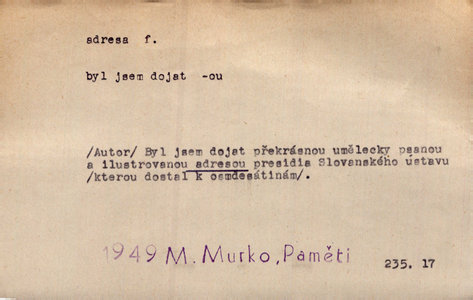 adresa f.
byl jsem dojat -ou
/Autor/ Byl jsem dojat překrásnou umělecky psanou
a ilustrovanou adresou presidia Slovanského ústavu
/kterou dostal k osmdesátinám/.
1949 M. Murko, Paměti
235. 17